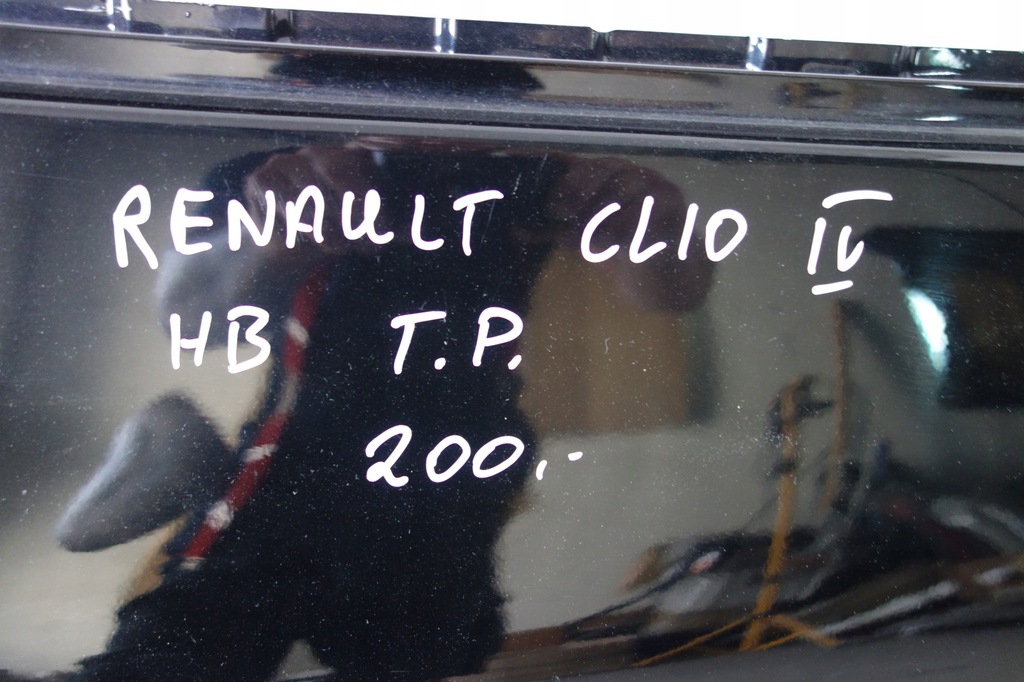 RENAULT CLIO IV
HB T.P.
200,-